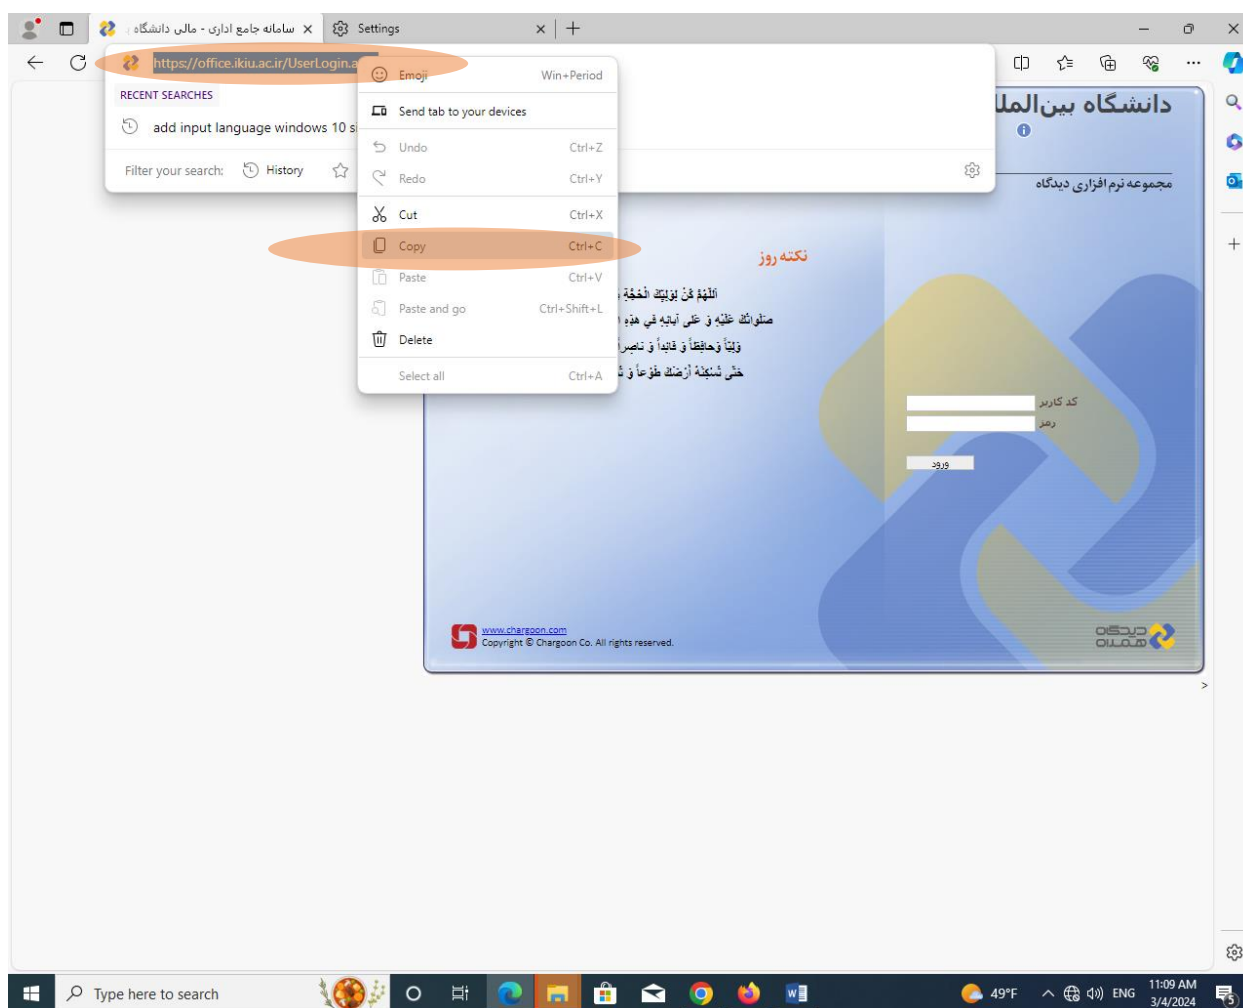 سامانه جامع اداری - مالی دانشگاه
Settings
https://office.ikiu.ac.ir/UserLogin.a
RECENT SEARCHES
add input language windows 10 si
Filter your search:
History
Emoji Win+Period
Send tab to your devices
Undo Ctrl+Z
Redo Ctrl+Y
Cut Ctrl+X
Copy Ctrl+C
Paste Ctrl+V
Paste and go Ctrl+Shift+L
Delete
Select all Ctrl+A
دانشگاه بین‌الملل
مجموعه نرم افزاری دیدگاه
نکته روز
اَللّهُمَّ كُنْ لِوَلِيِّكَ الْحُجَّةِ
صَلَواتُكَ عَلَيْهِ وَ عَلى آبائِهِ في هذِهِ
وَلِيّاً وَحافِظاً وَ قائِداً وَ ناصِراً
حَتّى تُسْكِنَهُ أَرْضَكَ طَوْعاً وَ
کد کاربر
رمز
ورود
www.chargoon.com
Copyright © Chargoon Co. All rights reserved.
دیدگاه
همدان
>
Type here to search
49°F
ENG
11:09 AM
3/4/2024
5